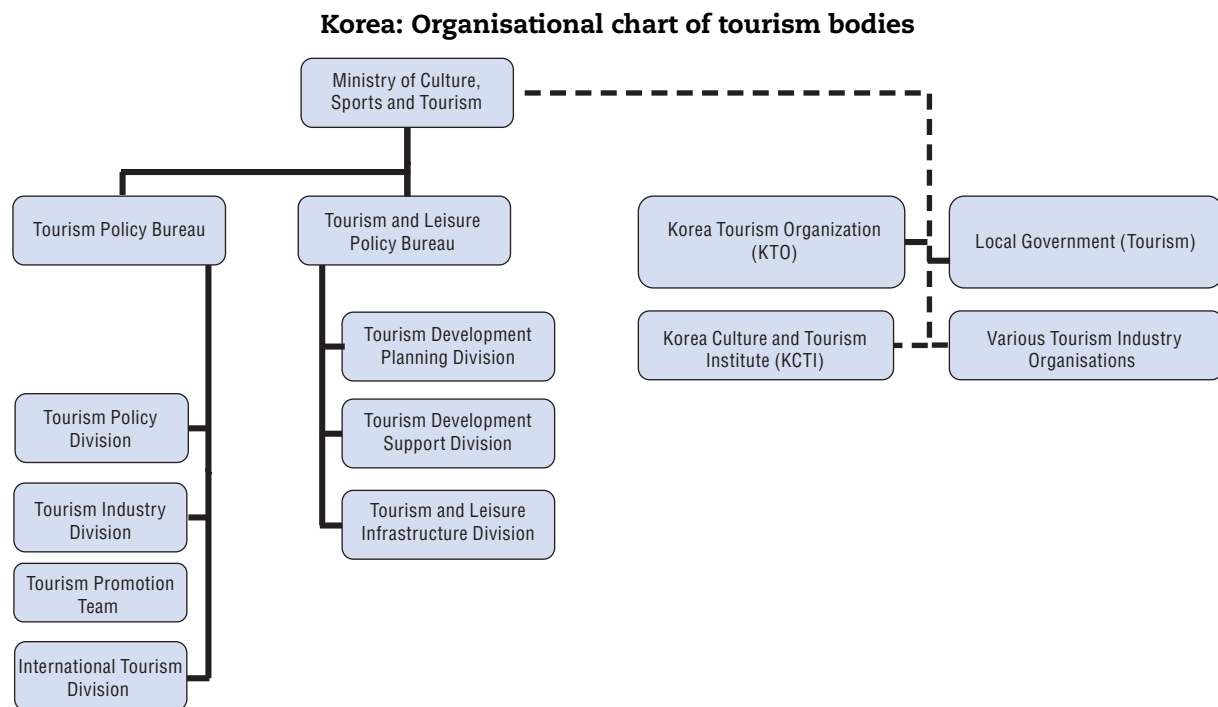 Korea: Organisational chart of tourism bodies
Ministry of Culture,
Sports and Tourism
Tourism Policy Bureau
Tourism and Leisure
Policy Bureau
Korea Tourism Organization
(KTO)
Local Government (Tourism)
Tourism Development
Planning Division
Korea Culture and Tourism
Institute (KCTI)
Various Tourism Industry
Organisations
Tourism Policy
Division
Tourism Development
Support Division
Tourism Industry
Division
Tourism and Leisure
Infrastructure Division
Tourism Promotion
Team
International Tourism
Division